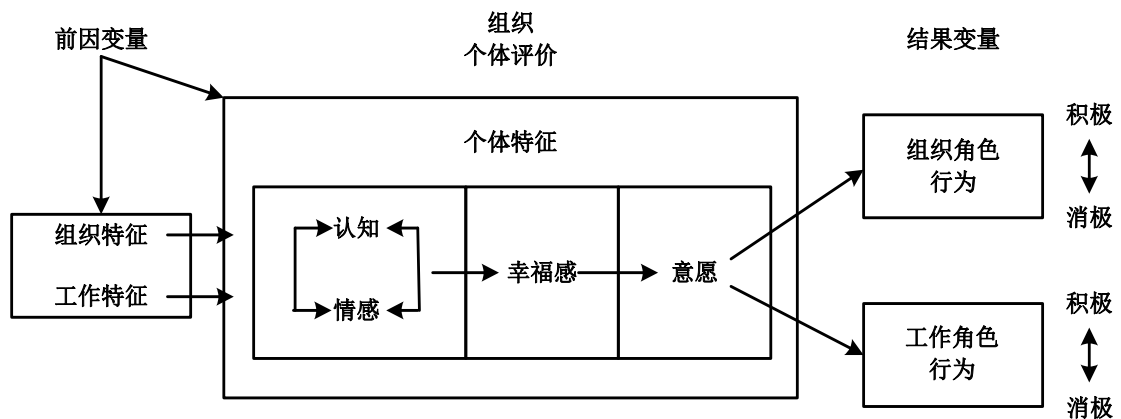 前因变量
组织
个体评价
结果变量
个体特征
组织特征
工作特征
认知
情感
幸福感
意愿
组织角色
行为
积极
消极
工作角色
行为
积极
消极